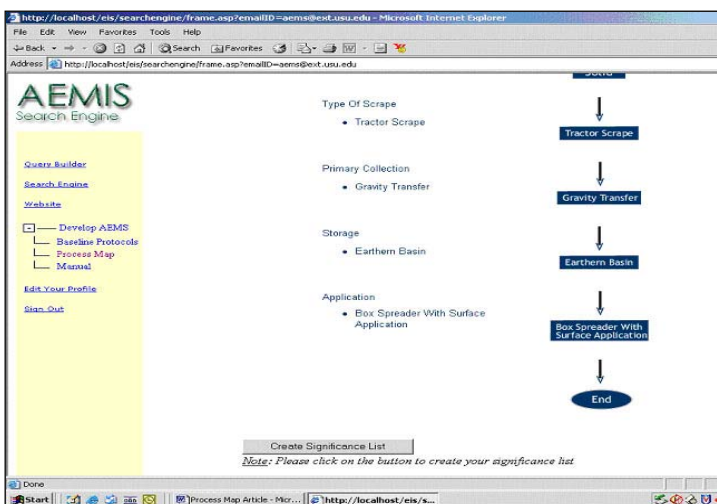 http://localhost/eis/searchengine/frame.asp?emailID=aems@ext.usu.edu - Microsoft Internet Explorer
File Edit View Favorites Tools Help
Back Search Favorites
Address http://localhost/eis/searchengine/frame.asp?emailID=aems@ext.usu.edu
AEMIS
Search Engine
Query Builder
Search Engine
Website
Develop AEMS
Baseline Protocols
Process Map
Manual
Edit Your Profile
Sign Out
Type Of Scrape
• Tractor Scrape
Primary Collection
• Gravity Transfer
Storage
• Earthern Basin
Application
• Box Spreader With Surface
Application
Solid
Tractor Scrape
Gravity Transfer
Earthern Basin
Box Spreader With
Surface Application
End
Create Significance List
Note: Please click on the button to create your significance list
Done
Start
Process Map Article - Micr...
http://localhost/eis/s...